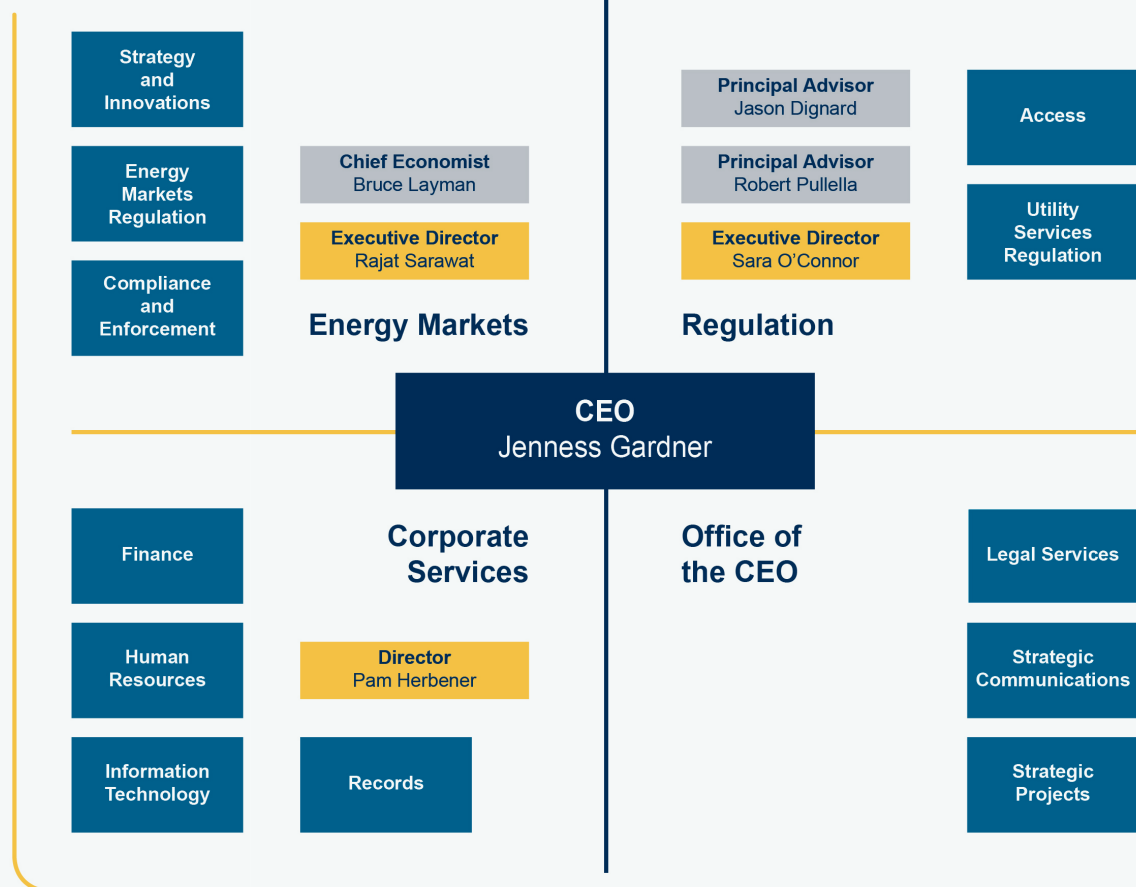 Strategy
and
Innovations
Energy
Markets
Regulation
Compliance
and
Enforcement
Chief Economist
Bruce Layman
Executive Director
Rajat Sarawat
Energy Markets
Principal Advisor
Jason Dignard
Principal Advisor
Robert Pullella
Executive Director
Sara O’Connor
Regulation
Access
Utility
Services
Regulation
CEO
Jenness Gardner
Corporate
Services
Finance
Human
Resources
Information
Technology
Director
Pam Herbener
Records
Office of
the CEO
Legal Services
Strategic
Communications
Strategic
Projects